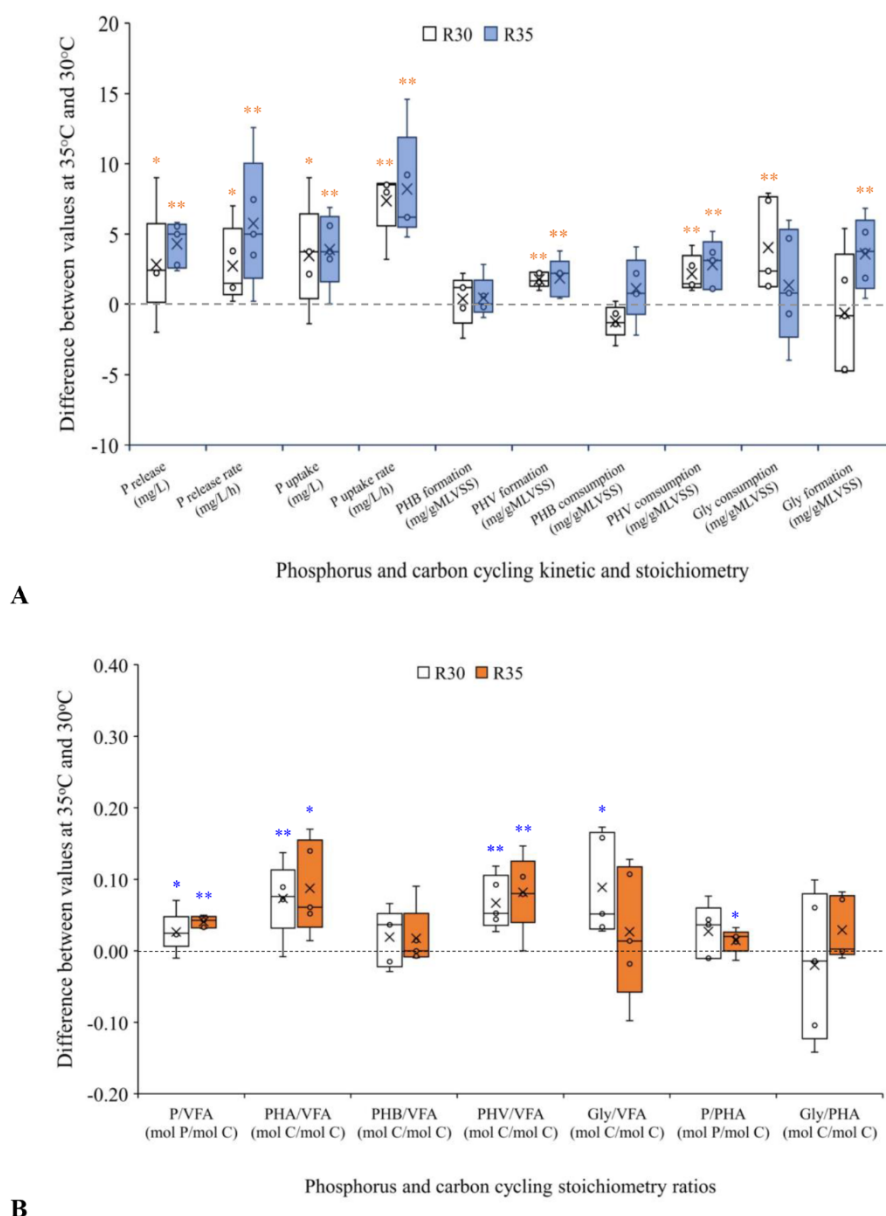 20
R30 R35
15
10
5
0
-5
-10
Difference between values at 35°C and 30°C
* ** * ** * ** ** ** ** ** ** ** ** **
P release
(mg/L)
P release rate
(mg/L/h)
P uptake
(mg/L)
P uptake rate
(mg/L/h)
PHB formation
(mg/gMLVSS)
PHV formation
(mg/gMLVSS)
PHB consumption
(mg/gMLVSS)
PHV comsumption
(mg/gMLVSS)
Gly consumption
(mg/gMLVSS)
Gly formation
(mg/gMLVSS)
Phosphorus and carbon cycling kinetic and stoichiometry
A
0.40
R30 R35
0.30
0.20
0.10
0.00
-0.10
-0.20
Difference between values at 35°C and 30°C
* ** ** * ** ** * *
P/VFA PHA/VFA PHB/VFA PHV/VFA Gly/VFA P/PHA Gly/PHA
(mol P/mol C) (mol C/mol C) (mol C/mol C) (mol C/mol C) (mol C/mol C) (mol P/mol C) (mol C/mol C)
Phosphorus and carbon cycling stoichiometry ratios
B